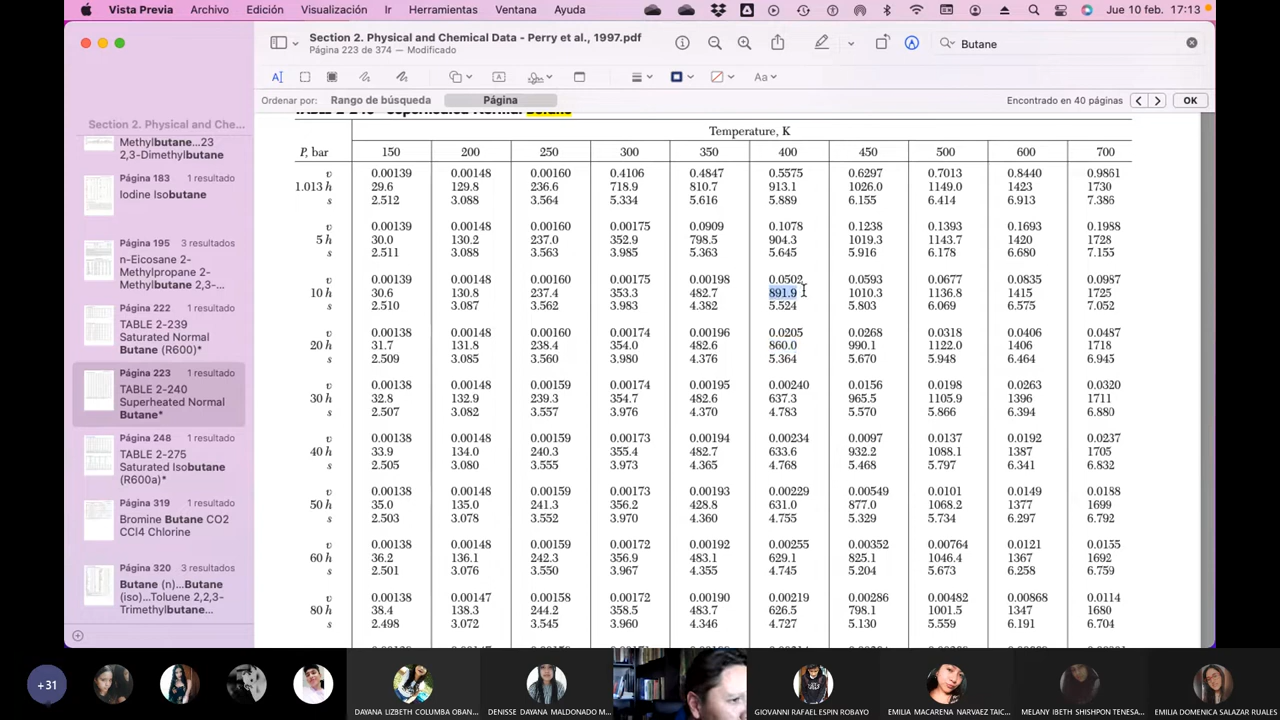 Vista Previa Archivo Edición Visualización Ir Herramientas Ventana Ayuda Jue 10 feb. 17:13
Section 2. Physical and Chemical Data - Perry et al., 1997.pdf
Página 223 de 374 — Modificado
Butane
Aa
Ordenar por: Rango de búsqueda Página Encontrado en 40 páginas OK
Section 2. Physical and Che...
Methylbutane...23
2,3-Dimethylbutane
Página 183 1 resultado
Iodine Isobutane
Página 195 3 resultados
n-Eicosane 2-
Methylpropane 2-
Methylbutane 2,3-...
Página 222 1 resultado
TABLE 2-239
Saturated Normal
Butane (R600)*
Página 223 1 resultado
TABLE 2-240
Superheated Normal
Butane*
Página 248 1 resultado
TABLE 2-275
Saturated Isobutane
(R600a)*
Página 319 1 resultado
Bromine Butane CO2
CCl4 Chlorine
Página 320 3 resultados
Butane (n)...Butane
(iso)...Toluene 2,2,3-
Trimethylbutane...
Temperature, K
P, bar 150 200 250 300 350 400 450 500 600 700
v 0.00139 0.00148 0.00160 0.4106 0.4847 0.5575 0.6297 0.7013 0.8440 0.9861
1.013 h 29.6 129.8 236.6 718.9 810.7 913.1 1026.0 1149.0 1423 1730
s 2.512 3.088 3.564 5.334 5.616 5.889 6.155 6.414 6.913 7.386
v 0.00139 0.00148 0.00160 0.00175 0.0909 0.1078 0.1238 0.1393 0.1693 0.1988
5 h 30.0 130.2 237.0 352.9 798.5 904.3 1019.3 1143.7 1420 1728
s 2.511 3.088 3.563 3.985 5.363 5.645 5.916 6.178 6.680 7.155
v 0.00139 0.00148 0.00160 0.00175 0.00198 0.0502 0.0593 0.0677 0.0835 0.0987
10 h 30.6 130.8 237.4 353.3 482.7 891.9 1010.3 1136.8 1415 1725
s 2.510 3.087 3.562 3.983 4.382 5.524 5.803 6.069 6.575 7.052
v 0.00138 0.00148 0.00160 0.00174 0.00196 0.0205 0.0268 0.0318 0.0406 0.0487
20 h 31.7 131.8 238.4 354.0 482.6 860.0 990.1 1122.0 1406 1718
s 2.509 3.085 3.560 3.980 4.376 5.364 5.670 5.948 6.464 6.945
v 0.00138 0.00148 0.00159 0.00174 0.00195 0.00240 0.0156 0.0198 0.0263 0.0320
30 h 32.8 132.9 239.3 354.7 482.6 637.3 965.5 1105.9 1396 1711
s 2.507 3.082 3.557 3.976 4.370 4.783 5.570 5.866 6.394 6.880
v 0.00138 0.00148 0.00159 0.00173 0.00194 0.00234 0.0097 0.0137 0.0192 0.0237
40 h 33.9 134.0 240.3 355.4 482.7 633.6 932.2 1088.1 1387 1705
s 2.505 3.080 3.555 3.973 4.365 4.768 5.468 5.797 6.341 6.832
v 0.00138 0.00148 0.00159 0.00173 0.00193 0.00229 0.00549 0.0101 0.0149 0.0188
50 h 35.0 135.0 241.3 356.2 428.8 631.0 877.0 1068.2 1377 1699
s 2.503 3.078 3.552 3.970 4.360 4.755 5.329 5.734 6.297 6.792
v 0.00138 0.00148 0.00159 0.00172 0.00192 0.00255 0.00352 0.00764 0.0121 0.0155
60 h 36.2 136.1 242.3 356.9 483.1 629.1 825.1 1046.4 1367 1692
s 2.501 3.076 3.550 3.967 4.355 4.745 5.204 5.673 6.258 6.759
v 0.00138 0.00147 0.00158 0.00172 0.00190 0.00219 0.00286 0.00482 0.00868 0.0114
80 h 38.4 138.3 244.2 358.5 483.7 626.5 798.1 1001.5 1347 1680
s 2.498 3.072 3.545 3.960 4.346 4.727 5.130 5.559 6.191 6.704
+31
DAYANA LIZBETH COLUMBA OBAN... DENISSE DAYANA MALDONADO M... GIOVANNI RAFAEL ESPIN ROBAYO EMILIA MACARENA NARVAEZ TAIC... MELANY IBETH SHISHPON TENESA... EMILIA DOMENICA SALAZAR RUALES